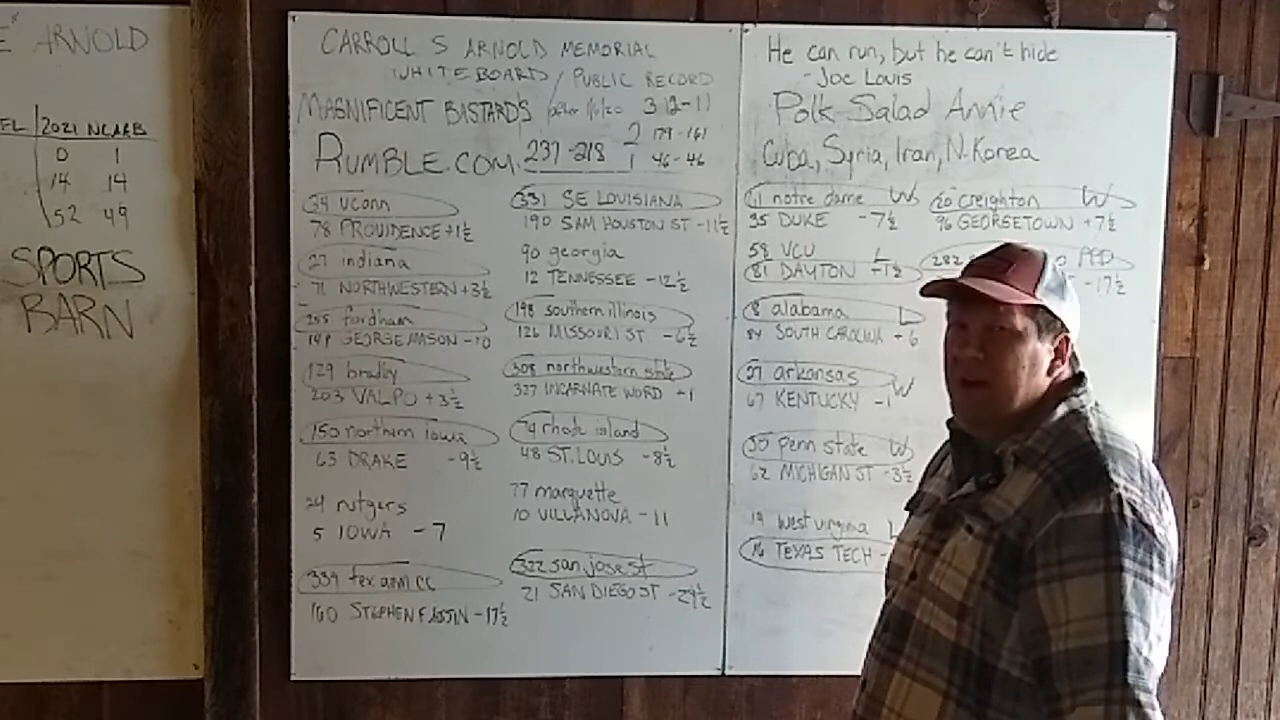 E ARNOLD
FL 2021 NCAAB
0 1
14 14
52 49
SPORTS
BARN
CARROLL S ARNOLD MEMORIAL
WHITEBOARD / PUBLIC RECORD
MAGNIFICENT BASTARDS
3 12-11
RUMBLE.COM 237-218
2 179-161
1 46-46
34 uconn
78 PROVIDENCE +1½
27 indiana
71 NORTHWESTERN +3½
255 fordham
149 GEORGE MASON -10
129 bradley
203 VALPO +3½
150 northern iowa
63 DRAKE -9½
24 rutgers
5 IOWA -7
339 tex amm cc
160 STEPHEN F AUSTIN -17½
331 SE LOUISIANA
190 SAM HOUSTON ST -11½
90 georgia
12 TENNESSEE -12½
198 southern illinois
126 MISSOURI ST -6½
308 northwestern state
327 INCARNATE WORD -1
74 rhode island
48 ST. LOUIS -8½
77 marquette
10 VILLANOVA -11
322 san jose st
21 SAN DIEGO ST -24½
He can run, but he can't hide
-Joe Louis
Polk Salad Annie
Cuba, Syria, Iran, N. Korea
61 notre dame W
35 DUKE -7½
58 VCU L
81 DAYTON -1½
8 alabama L
84 SOUTH CAROLINA +6
37 arkansas W
67 KENTUCKY -1
50 penn state W
62 MICHIGAN ST -3½
19 west virginia L
16 TEXAS TECH -
20 creighton W
96 GEORGETOWN +7½
282 PPD
-17½